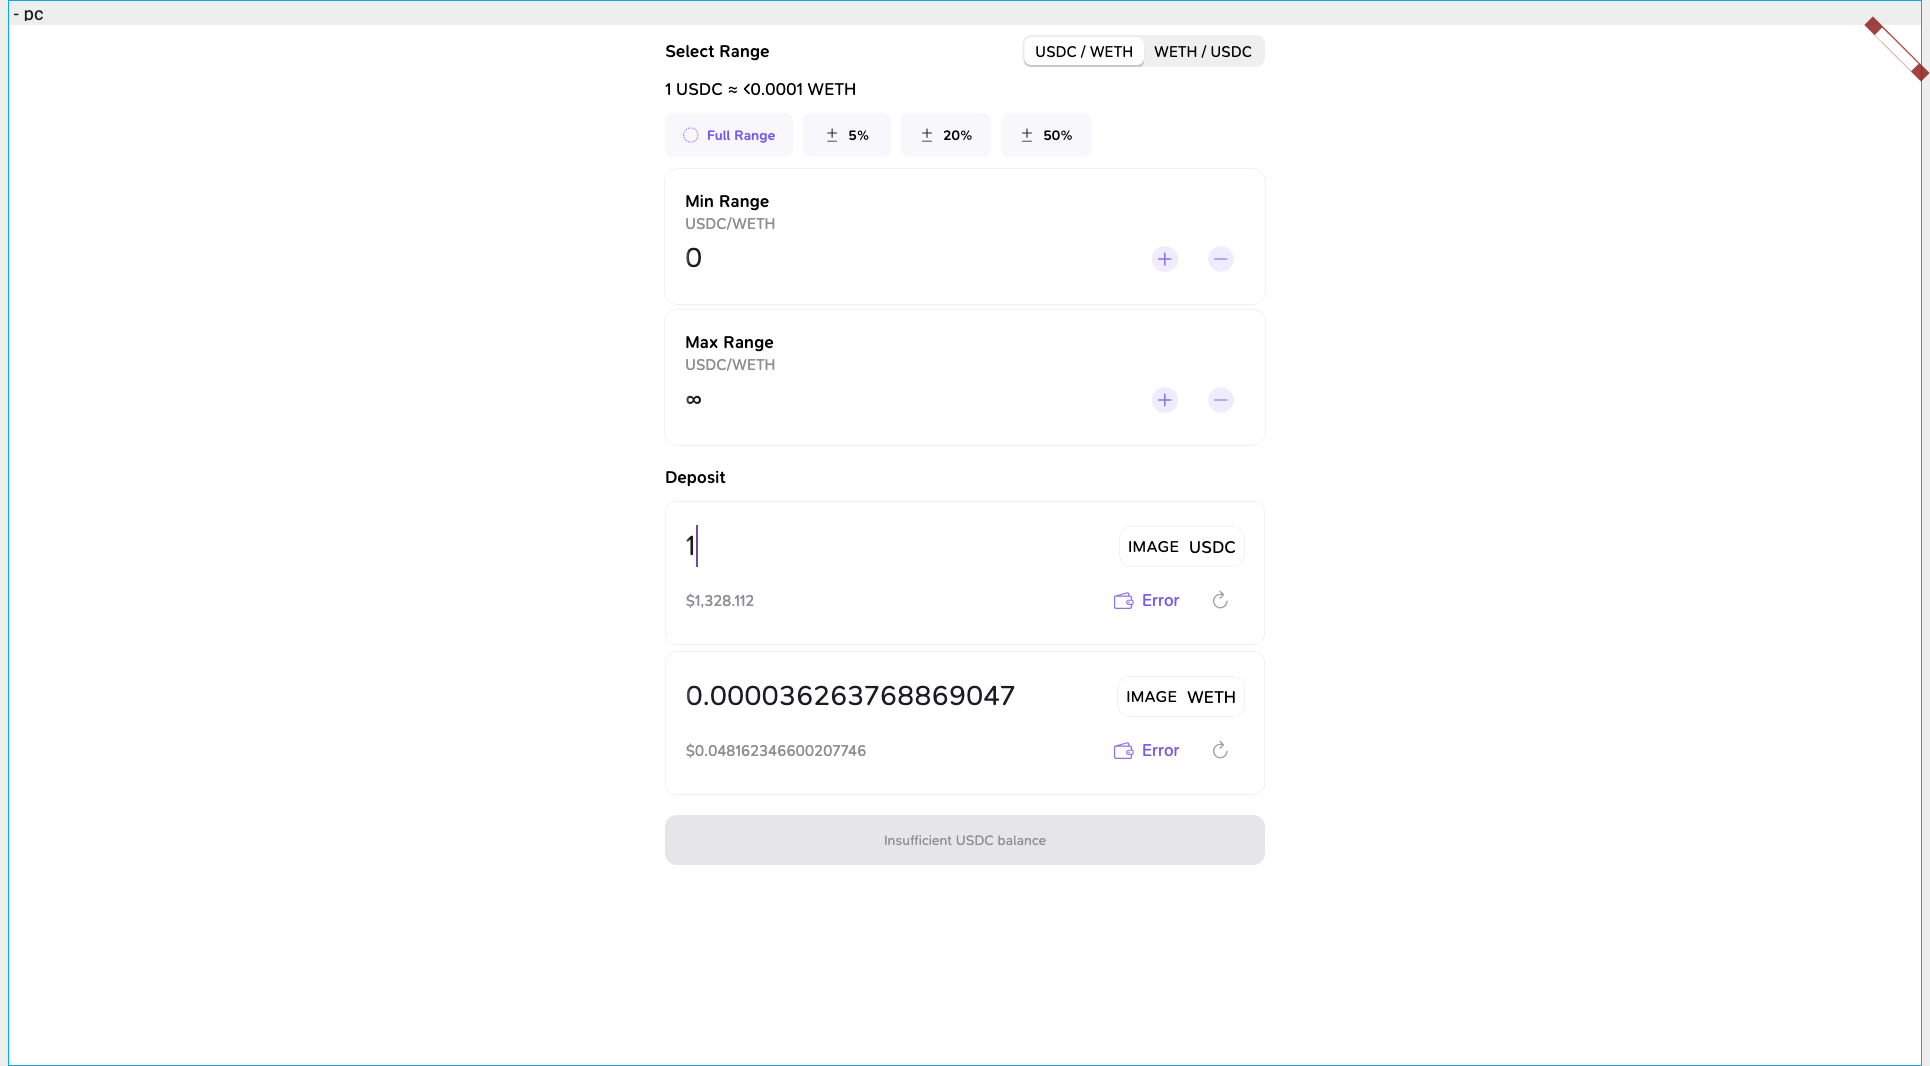 - pc
Select Range
USDC / WETH WETH / USDC
1 USDC ≈ <0.0001 WETH
Full Range ± 5% ± 20% ± 50%
Min Range
USDC/WETH
0 + −
Max Range
USDC/WETH
∞ + −
Deposit
1 IMAGE USDC
$1,328.112 Error
0.000036263768869047 IMAGE WETH
$0.048162346600207746 Error
Insufficient USDC balance